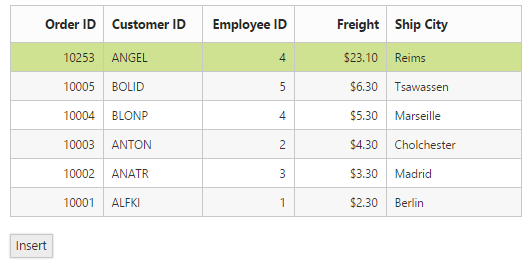 Order ID Customer ID Employee ID Freight Ship City
10253 ANGEL 4 $23.10 Reims
10005 BOLID 5 $6.30 Tsawassen
10004 BLONP 4 $5.30 Marseille
10003 ANTON 2 $4.30 Cholchester
10002 ANATR 3 $3.30 Madrid
10001 ALFKI 1 $2.30 Berlin
Insert